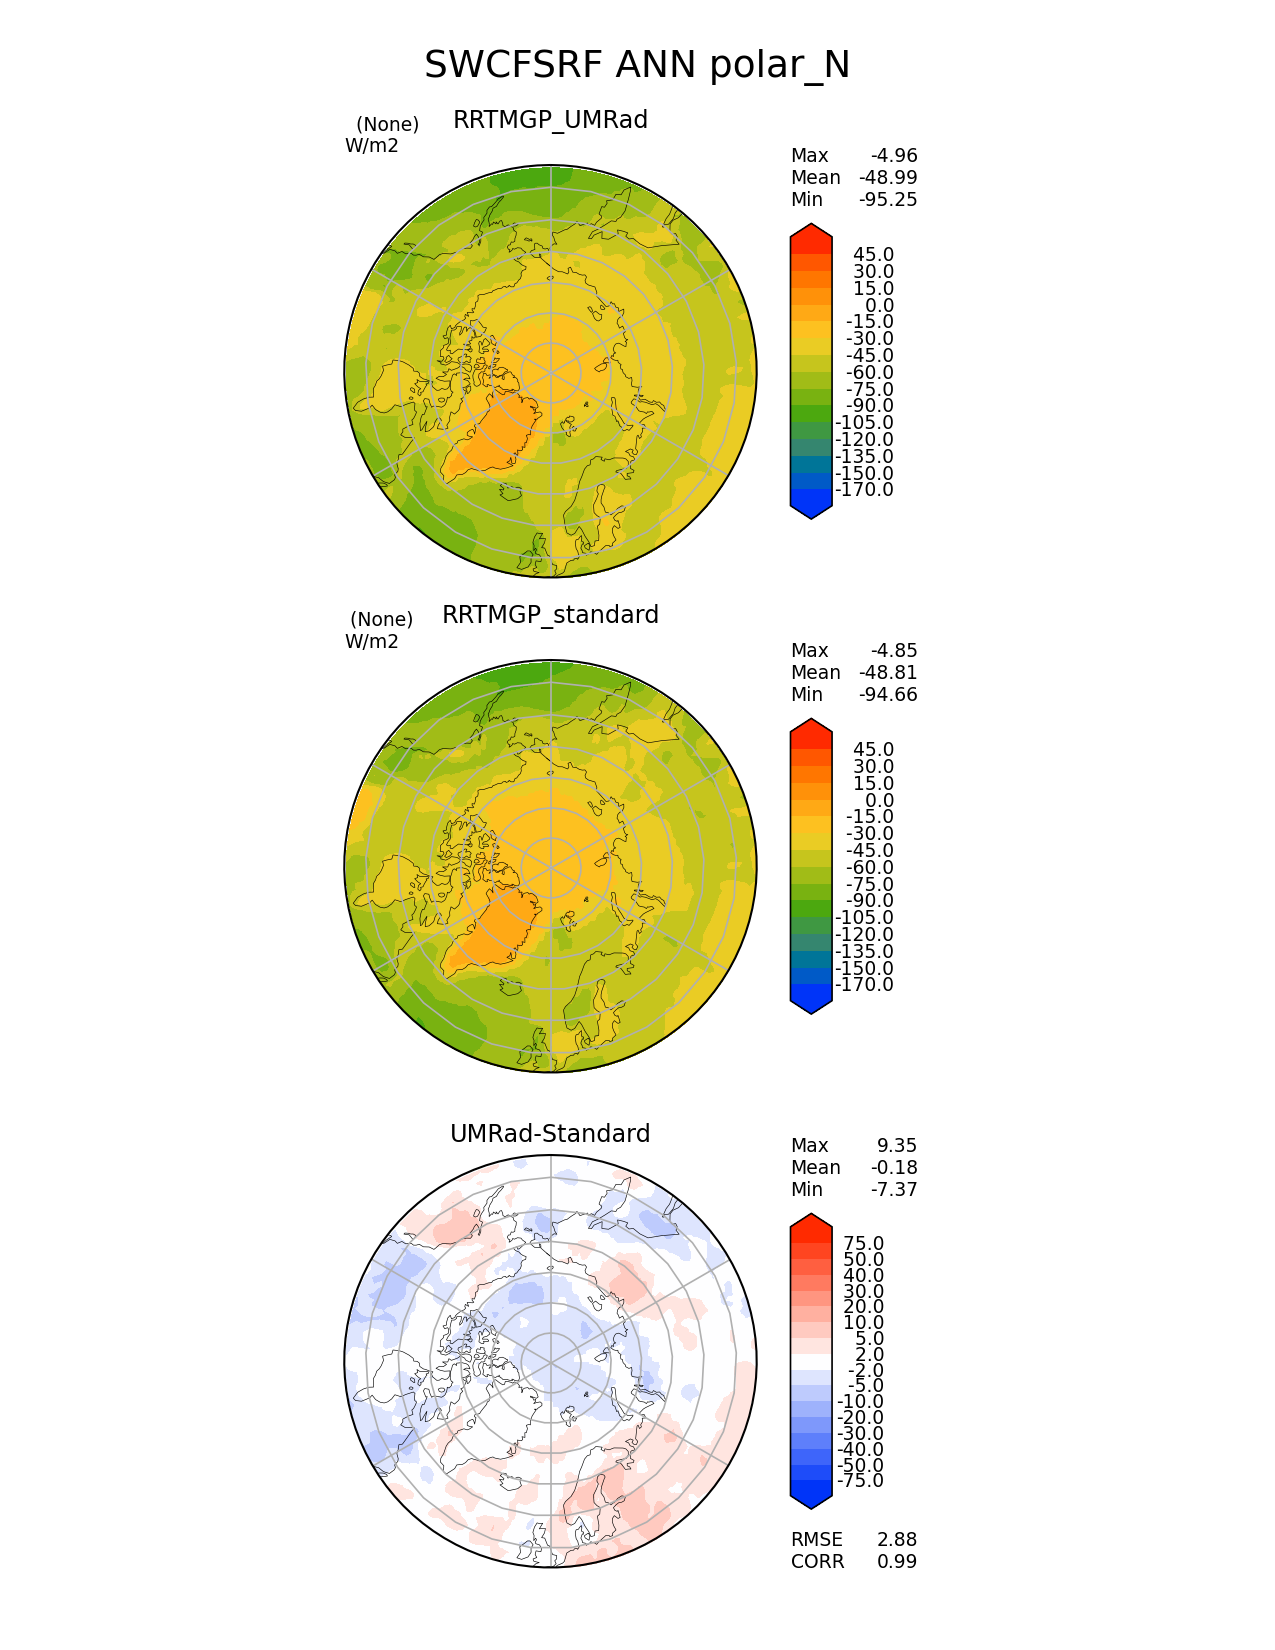 SWCFSRF ANN polar_N
(None)
RRTMGP_UMRad
W/m2
Max -4.96
Mean -48.99
Min -95.25
45.0
30.0
15.0
0.0
-15.0
-30.0
-45.0
-60.0
-75.0
-90.0
-105.0
-120.0
-135.0
-150.0
-170.0
(None)
RRTMGP_standard
W/m2
Max -4.85
Mean -48.81
Min -94.66
45.0
30.0
15.0
0.0
-15.0
-30.0
-45.0
-60.0
-75.0
-90.0
-105.0
-120.0
-135.0
-150.0
-170.0
UMRad-Standard
Max 9.35
Mean -0.18
Min -7.37
75.0
50.0
40.0
30.0
20.0
10.0
5.0
2.0
-2.0
-5.0
-10.0
-20.0
-30.0
-40.0
-50.0
-75.0
RMSE 2.88
CORR 0.99